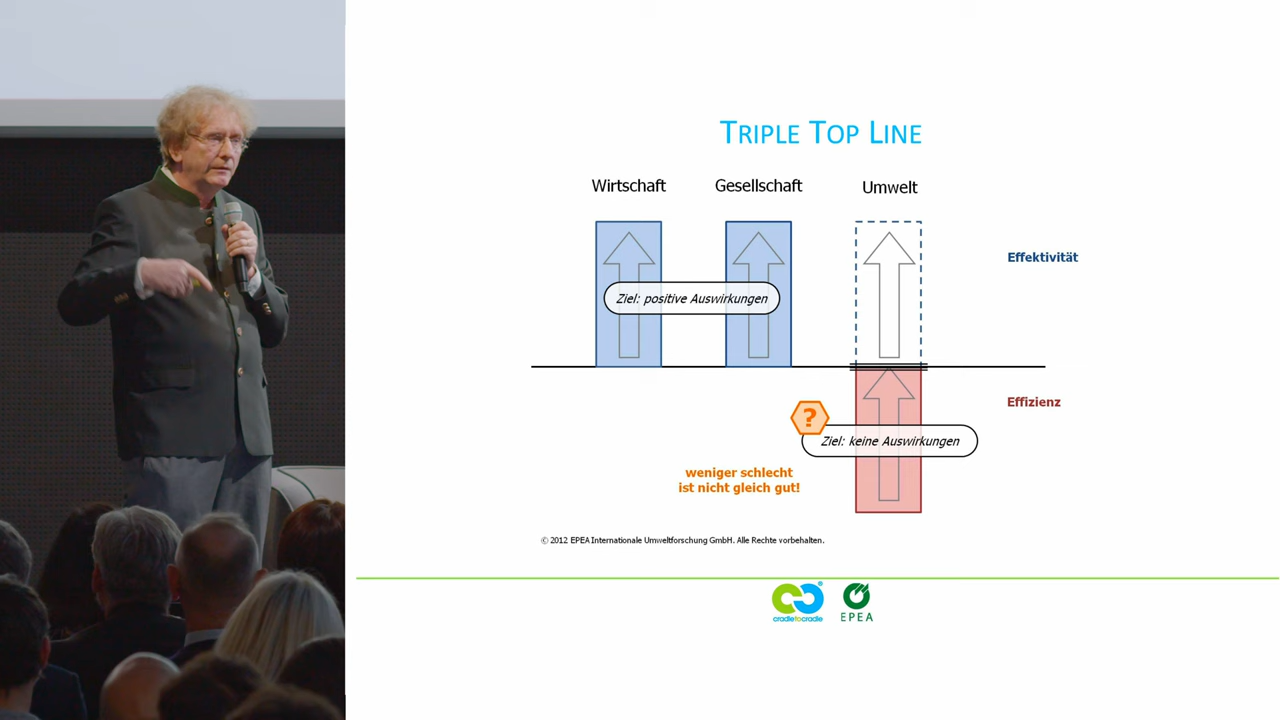 TRIPLE TOP LINE
Wirtschaft
Gesellschaft
Umwelt
Effektivität
Ziel: positive Auswirkungen
Effizienz
?
Ziel: keine Auswirkungen
weniger schlecht
ist nicht gleich gut!
© 2012 EPEA Internationale Umweltforschung GmbH. Alle Rechte vorbehalten.
cradletocradle
®
EPEA